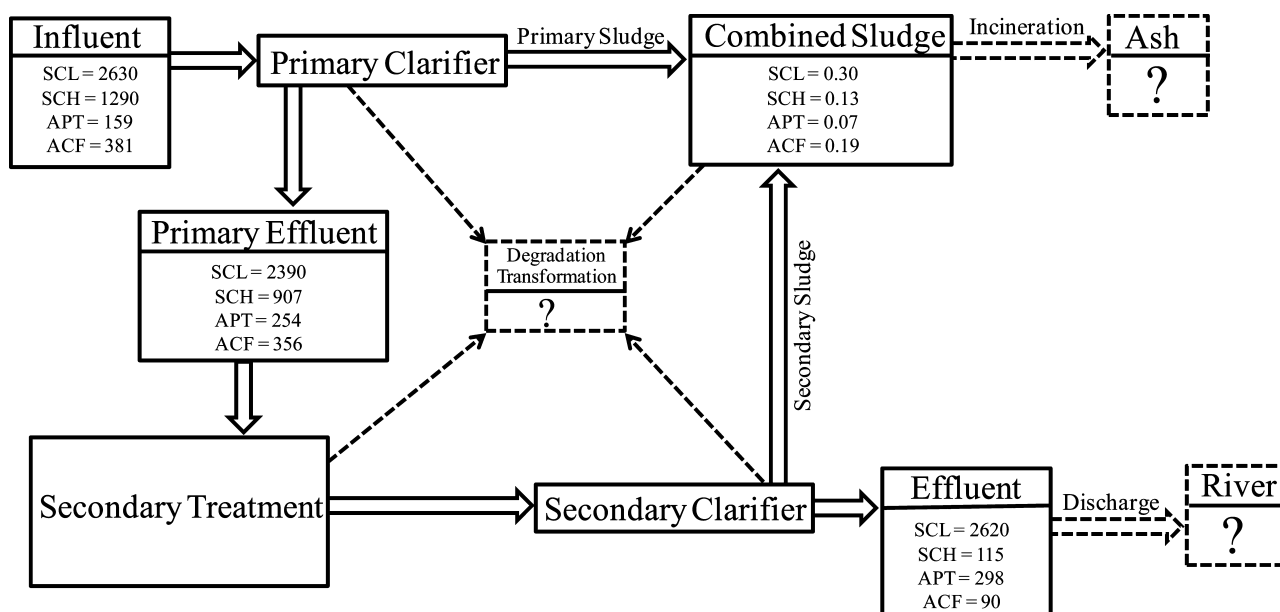 Influent
SCL = 2630
SCH = 1290
APT = 159
ACF = 381
Primary Clarifier
Primary Sludge
Combined Sludge
SCL = 0.30
SCH = 0.13
APT = 0.07
ACF = 0.19
Incineration
Ash
?
Primary Effluent
SCL = 2390
SCH = 907
APT = 254
ACF = 356
Degradation
Transformation
?
Secondary Sludge
Secondary Treatment
Secondary Clarifier
Effluent
SCL = 2620
SCH = 115
APT = 298
ACF = 90
Discharge
River
?